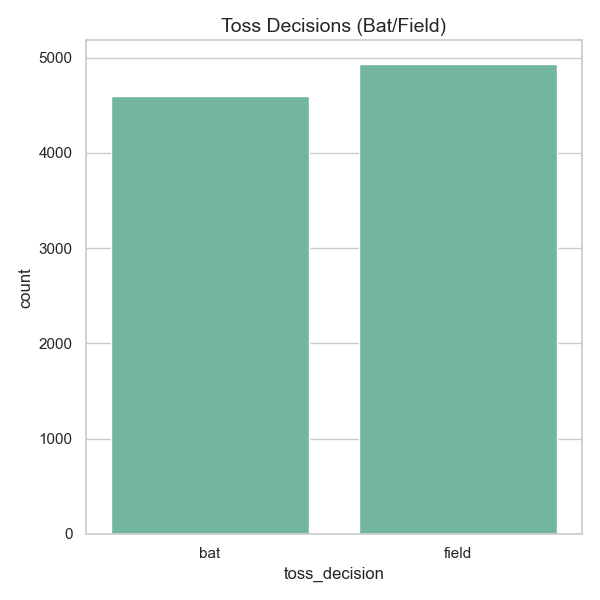 Toss Decisions (Bat/Field)
5000
4000
3000
2000
1000
0
count
bat
field
toss_decision